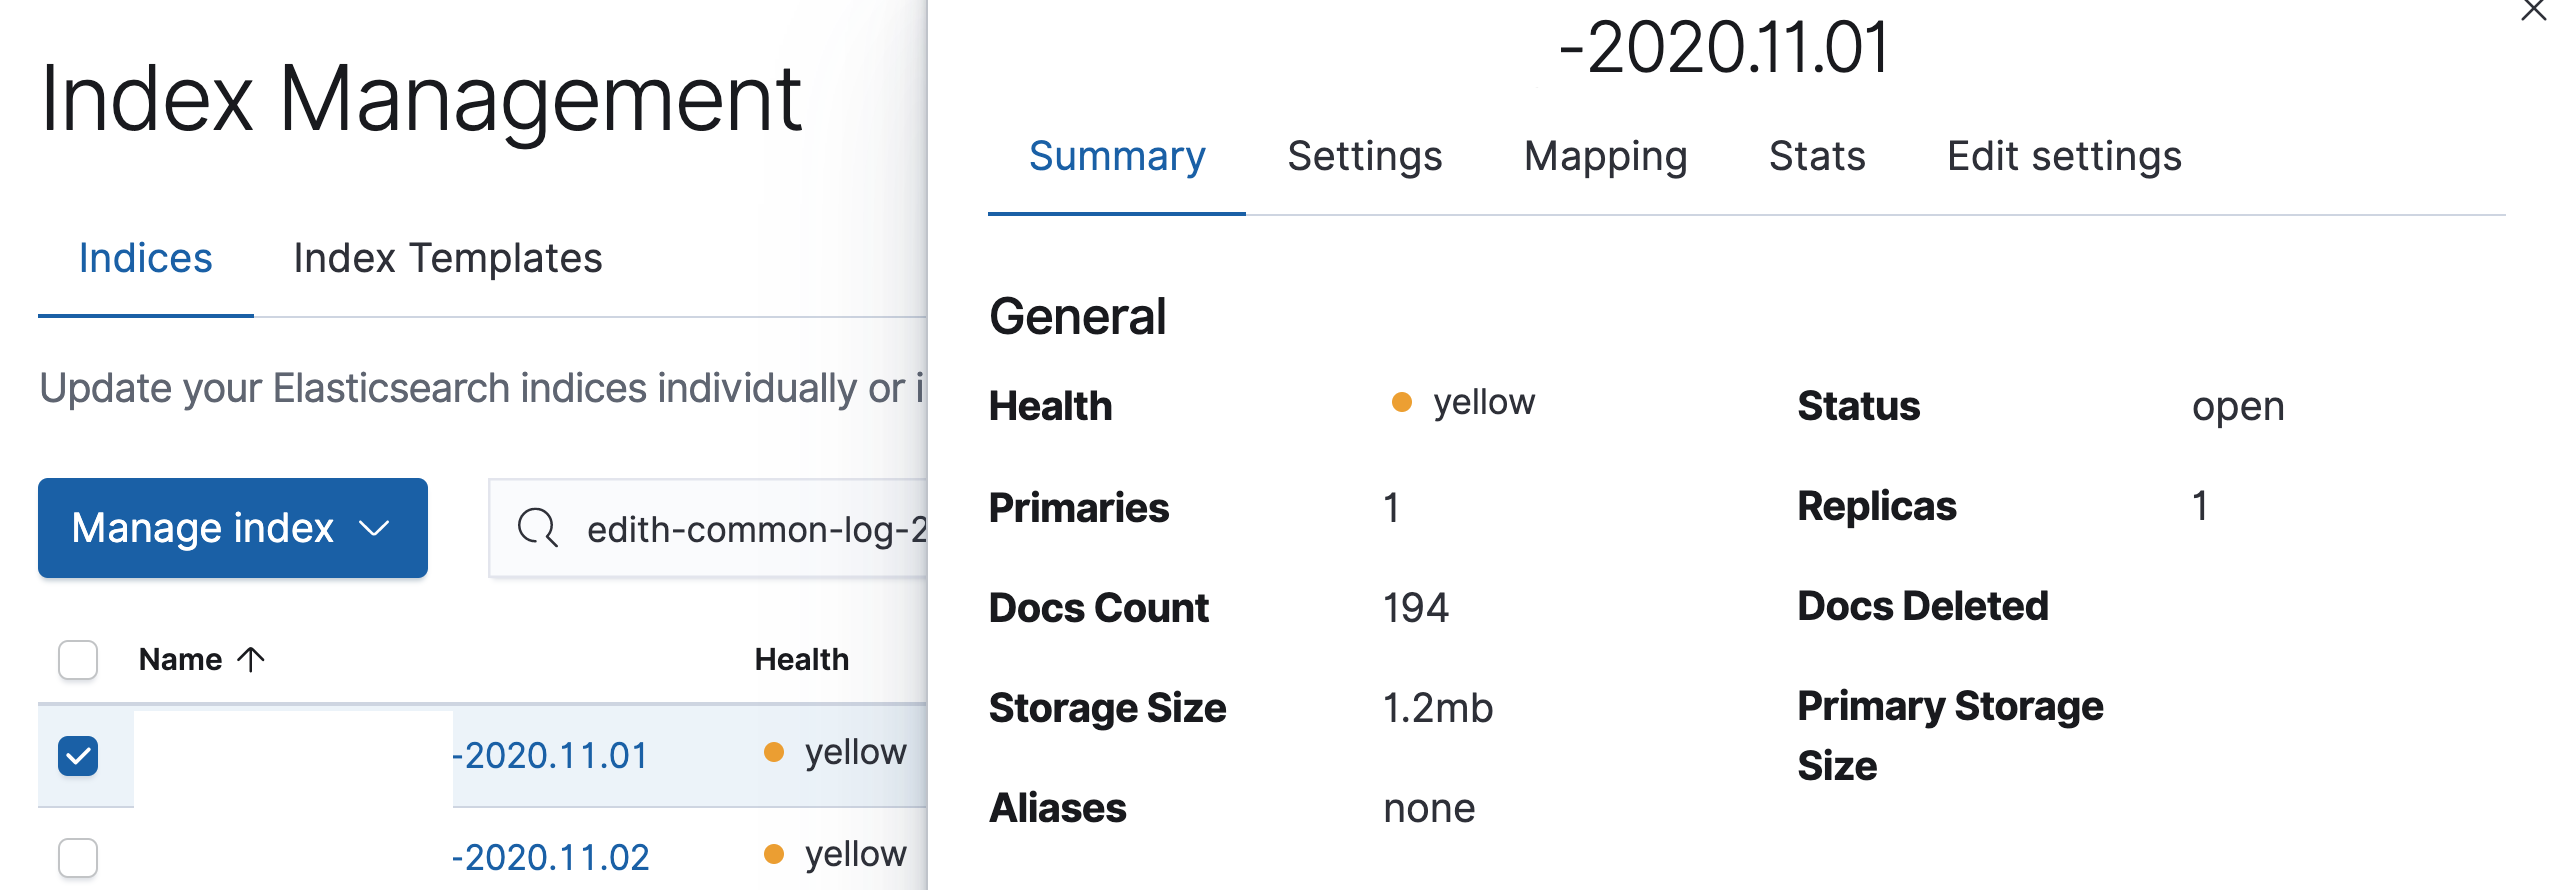 Index Management
Indices Index Templates
Update your Elasticsearch indices individually or i
Manage index
edith-common-log-2
Name Health
-2020.11.01 yellow
-2020.11.02 yellow
-2020.11.01
Summary Settings Mapping Stats Edit settings
General
Health yellow Status open
Primaries 1 Replicas 1
Docs Count 194 Docs Deleted
Storage Size 1.2mb Primary Storage
Size
Aliases none